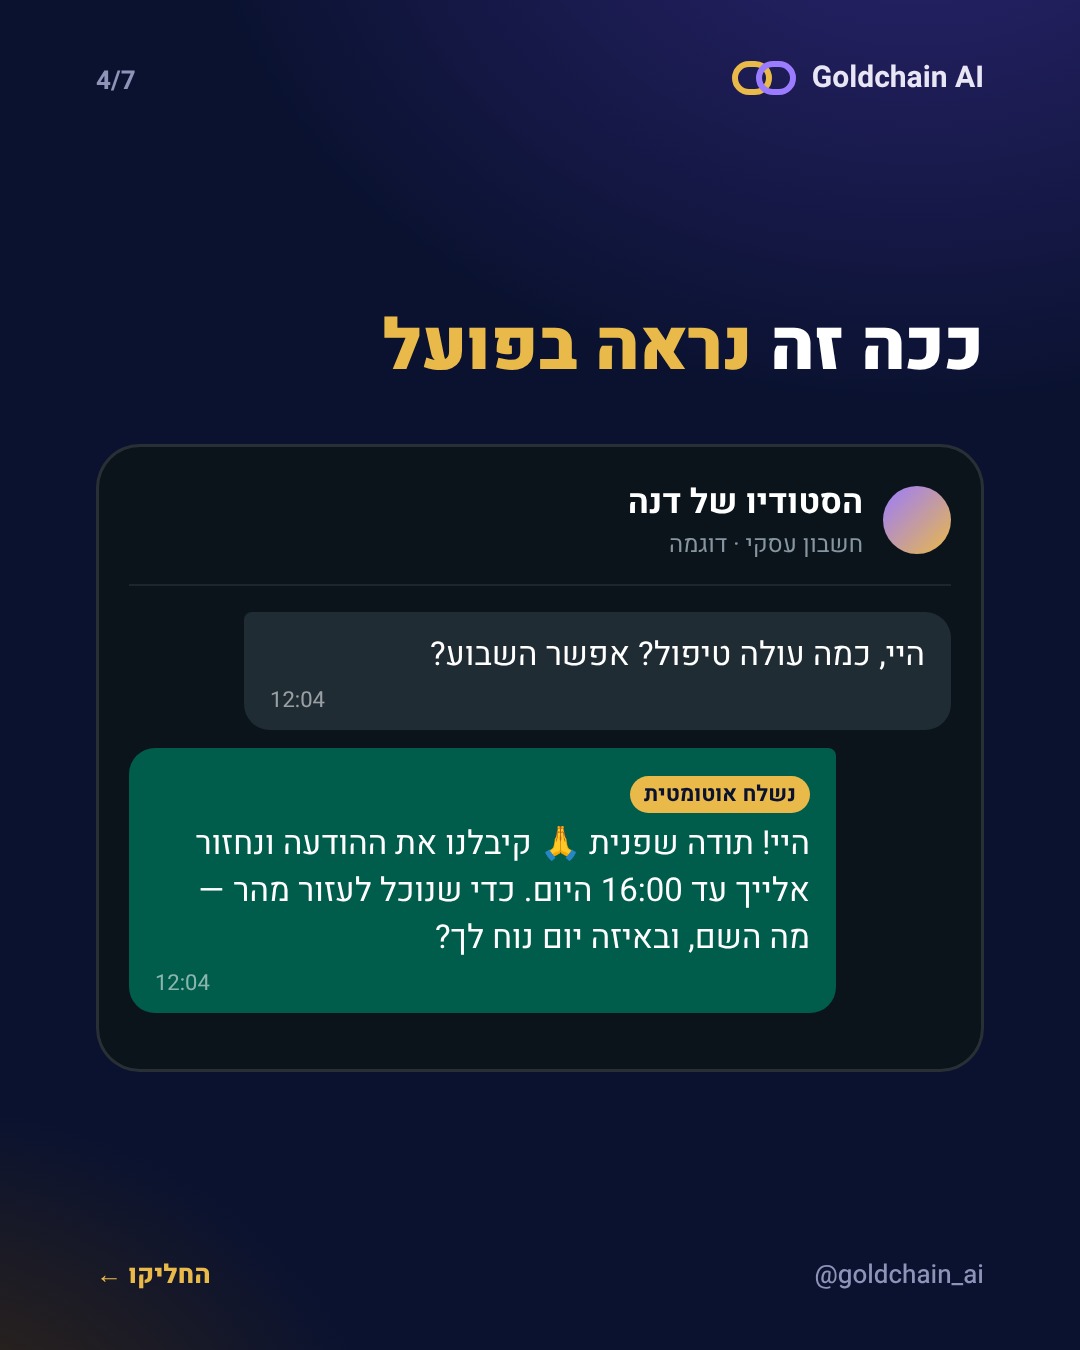 4/7
Goldchain AI
ככה זה נראה בפועל
הסטודיו של דנה
חשבון עסקי · דוגמה
היי, כמה עולה טיפול? אפשר השבוע?
12:04
נשלח אוטומטית
היי! תודה שפנית 🙏 קיבלנו את ההודעה ונחזור
אלייך עד 16:00 היום. כדי שנוכל לעזור מהר –
מה השם, ובאיזה יום נוח לך?
12:04
@goldchain_ai
החליקו ←